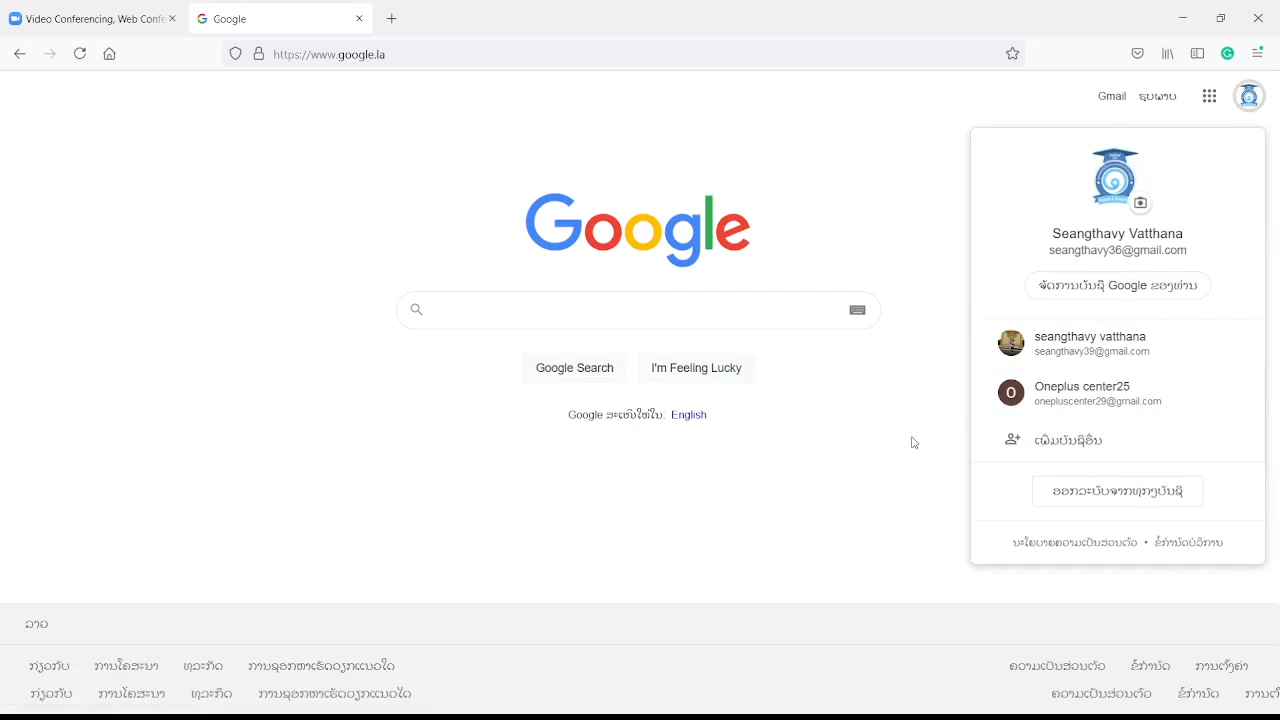 Video Conferencing, Web Confe
Google
https://www.google.la
Gmail ຮູບພາບ
Google
Seangthavy Vatthana
seangthavy36@gmail.com
ຈັດການບັນຊີ Google ຂອງທ່ານ
seangthavy vatthana
seangthavy39@gmail.com
O
Oneplus center25
onepluscenter29@gmail.com
ເພີ່ມບັນຊີອື່ນ
ອອກລະບົບຈາກທຸກໆບັນຊີ
ນະໂຍບາຍຄວາມເປັນສ່ວນຕົວ • ຂໍ້ກຳນົດບໍລິການ
Google Search
I'm Feeling Lucky
Google ສະເໜີໃຫ້ໃນ: English
ລາວ
ກ່ຽວກັບ ການໂຄສະນາ ທຸລະກິດ ການຊອກຫາເຮັດວຽກແນວໃດ ຄວາມເປັນສ່ວນຕົວ ຂໍ້ກຳນົດ ການຕັ້ງຄ່າ
ກ່ຽວກັບ ການໂຄສະນາ ທຸລະກິດ ການຊອກຫາເຮັດວຽກແນວໃດ ຄວາມເປັນສ່ວນຕົວ ຂໍ້ກຳນົດ ການຕັ